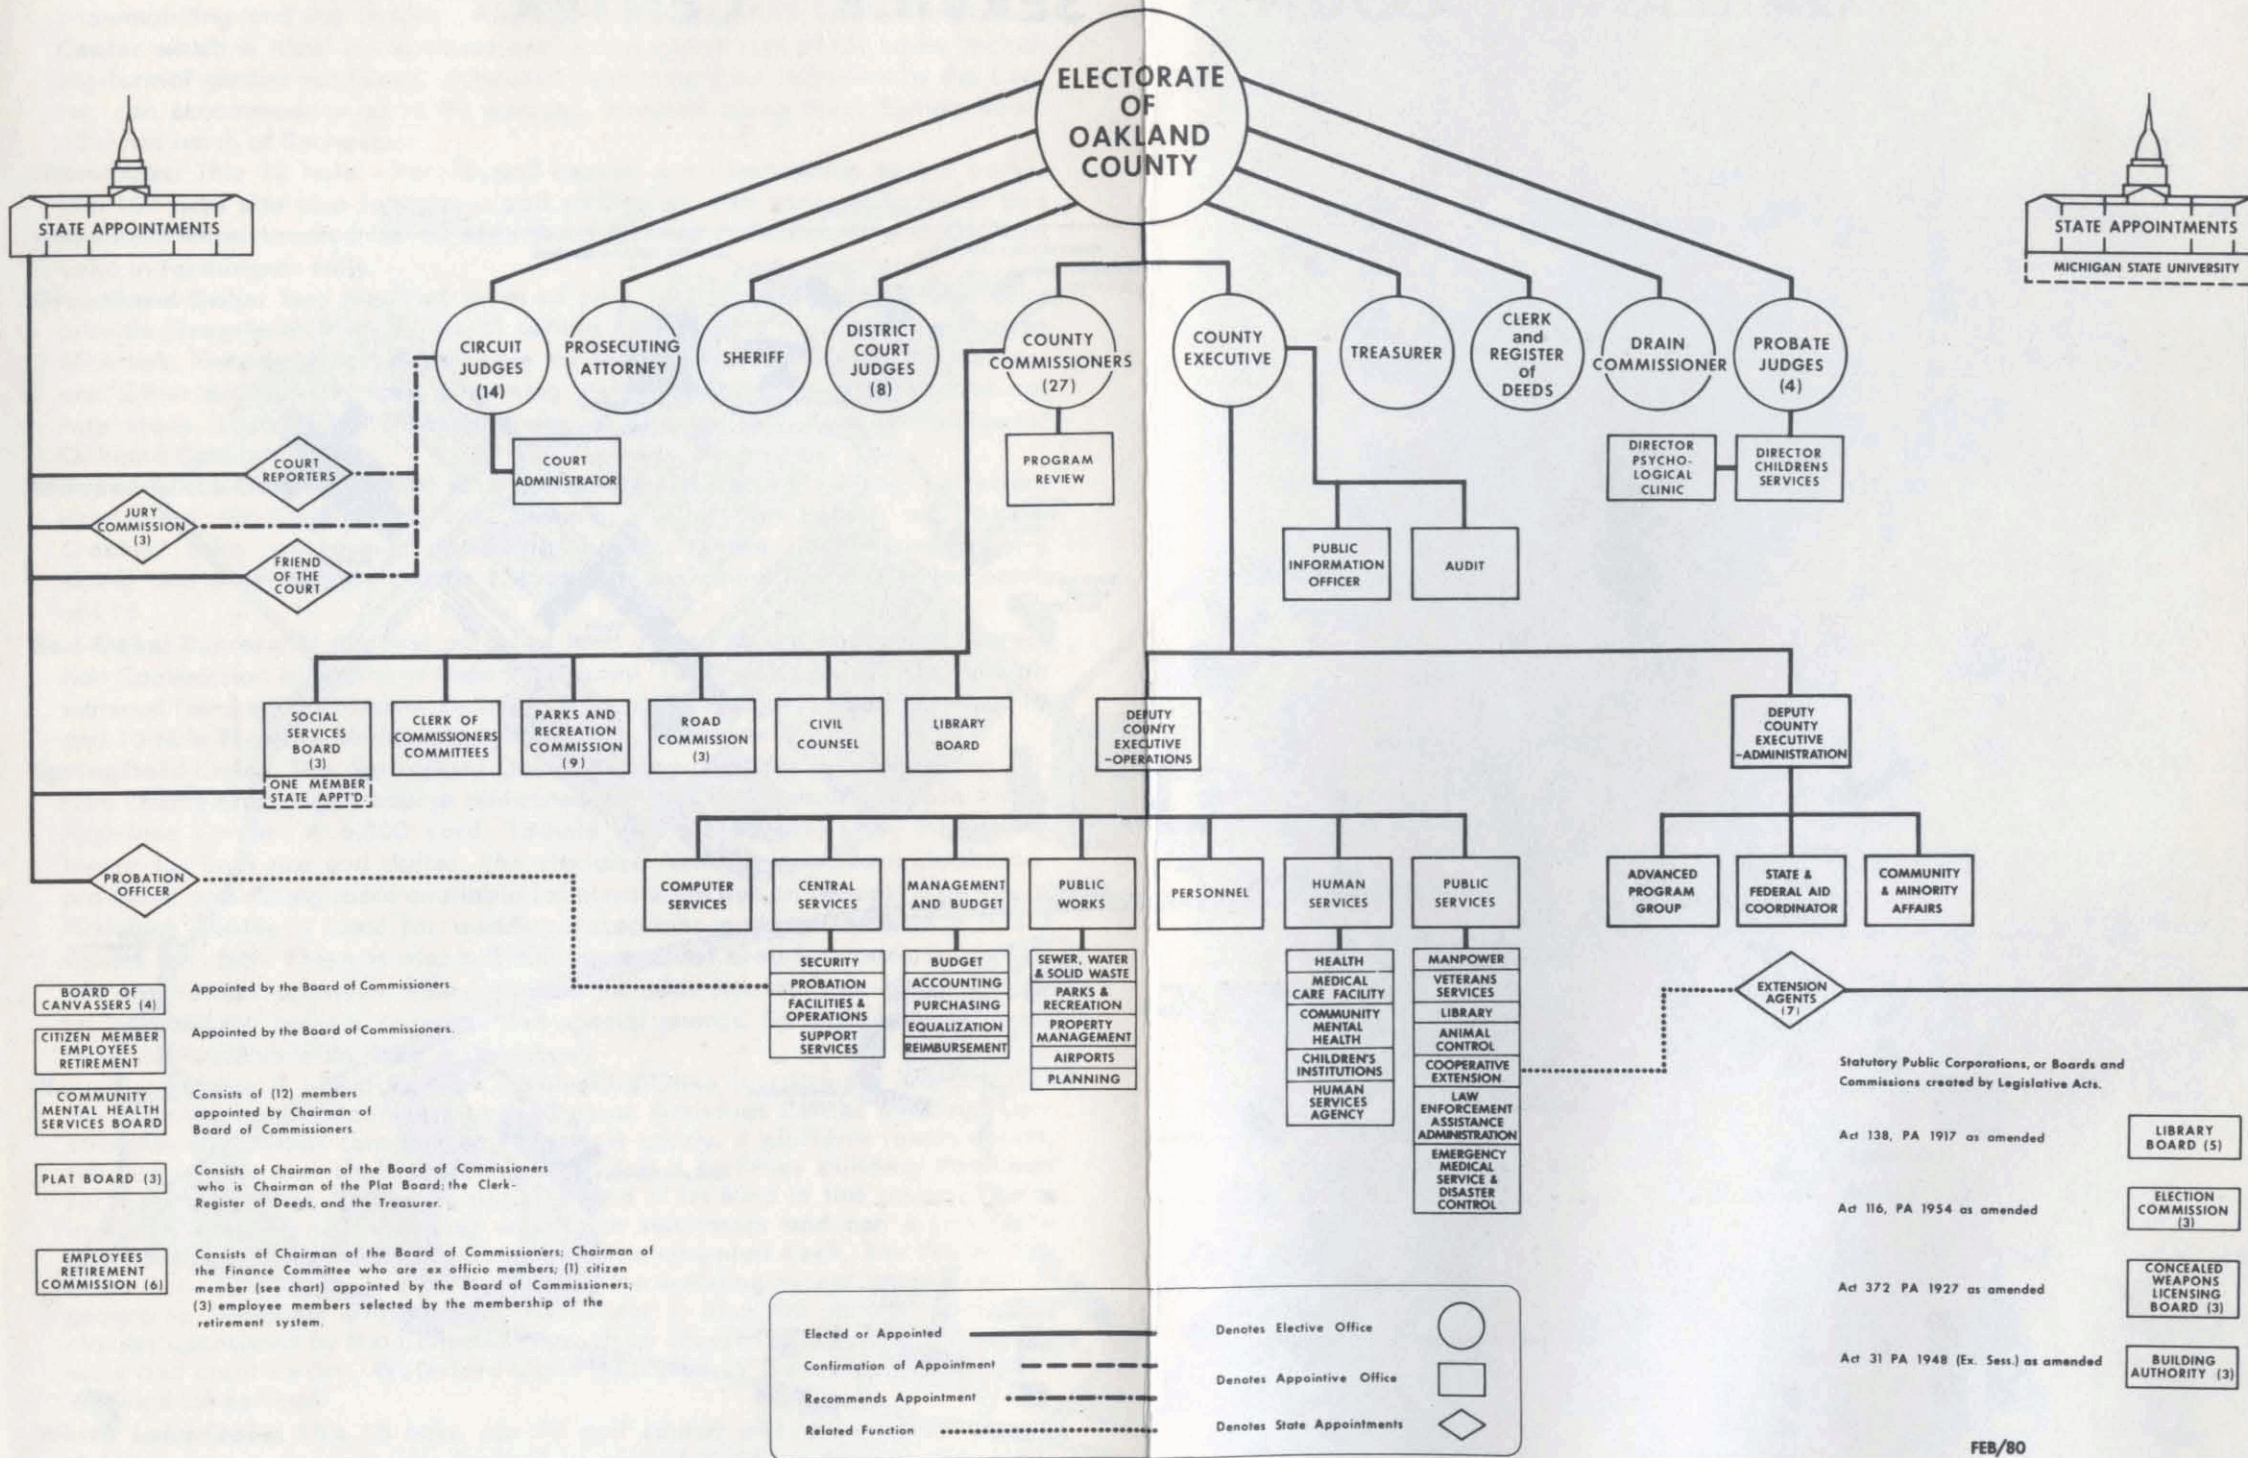 ELECTORATE
OF
OAKLAND
COUNTY
STATE APPOINTMENTS
STATE APPOINTMENTS
MICHIGAN STATE UNIVERSITY
CIRCUIT
JUDGES
(14)
PROSECUTING
ATTORNEY
SHERIFF
DISTRICT
COURT
JUDGES
(8)
COUNTY
COMMISSIONERS
(27)
COUNTY
EXECUTIVE
TREASURER
CLERK
and
REGISTER
of
DEEDS
DRAIN
COMMISSIONER
PROBATE
JUDGES
(4)
COURT
REPORTERS
JURY
COMMISSION
(3)
FRIEND
OF THE
COURT
COURT
ADMINISTRATOR
PROGRAM
REVIEW
DIRECTOR
PSYCHO-
LOGICAL
CLINIC
DIRECTOR
CHILDRENS
SERVICES
PUBLIC
INFORMATION
OFFICER
AUDIT
SOCIAL
SERVICES
BOARD
(3)
ONE MEMBER
STATE APPT'D.
CLERK OF
COMMISSIONERS
COMMITTEES
PARKS AND
RECREATION
COMMISSION
(9)
ROAD
COMMISSION
(3)
CIVIL
COUNSEL
LIBRARY
BOARD
DEPUTY
COUNTY
EXECUTIVE
-OPERATIONS
DEPUTY
COUNTY
EXECUTIVE
-ADMINISTRATION
PROBATION
OFFICER
COMPUTER
SERVICES
CENTRAL
SERVICES
MANAGEMENT
AND BUDGET
PUBLIC
WORKS
PERSONNEL
HUMAN
SERVICES
PUBLIC
SERVICES
ADVANCED
PROGRAM
GROUP
STATE &
FEDERAL AID
COORDINATOR
COMMUNITY
& MINORITY
AFFAIRS
SECURITY
PROBATION
FACILITIES &
OPERATIONS
SUPPORT
SERVICES
BUDGET
ACCOUNTING
PURCHASING
EQUALIZATION
REIMBURSEMENT
SEWER, WATER
& SOLID WASTE
PARKS &
RECREATION
PROPERTY
MANAGEMENT
AIRPORTS
PLANNING
HEALTH
MEDICAL
CARE FACILITY
COMMUNITY
MENTAL
HEALTH
CHILDREN'S
INSTITUTIONS
HUMAN
SERVICES
AGENCY
MANPOWER
VETERANS
SERVICES
LIBRARY
ANIMAL
CONTROL
COOPERATIVE
EXTENSION
LAW
ENFORCEMENT
ASSISTANCE
ADMINISTRATION
EMERGENCY
MEDICAL
SERVICE &
DISASTER
CONTROL
EXTENSION
AGENTS
(7)
BOARD OF
CANVASSERS (4)
Appointed by the Board of Commissioners
CITIZEN MEMBER
EMPLOYEES
RETIREMENT
Appointed by the Board of Commissioners.
COMMUNITY
MENTAL HEALTH
SERVICES BOARD
Consists of (12) members
appointed by Chairman of
Board of Commissioners
PLAT BOARD (3)
Consists of Chairman of the Board of Commissioners
who is Chairman of the Plat Board; the Clerk-
Register of Deeds, and the Treasurer.
EMPLOYEES
RETIREMENT
COMMISSION (6)
Consists of Chairman of the Board of Commissioners; Chairman of
the Finance Committee who are ex officio members; (1) citizen
member (see chart) appointed by the Board of Commissioners;
(3) employee members selected by the membership of the
retirement system.
Statutory Public Corporations, or Boards and
Commissions created by Legislative Acts.
Act 138, PA 1917 as amended
LIBRARY
BOARD (5)
Act 116, PA 1954 as amended
ELECTION
COMMISSION
(3)
Act 372 PA 1927 as amended
CONCEALED
WEAPONS
LICENSING
BOARD (3)
Act 31 PA 1948 (Ex. Sess.) as amended
BUILDING
AUTHORITY (3)
Elected or Appointed
Confirmation of Appointment
Recommends Appointment
Related Function
Denotes Elective Office
Denotes Appointive Office
Denotes State Appointments
FEB/80